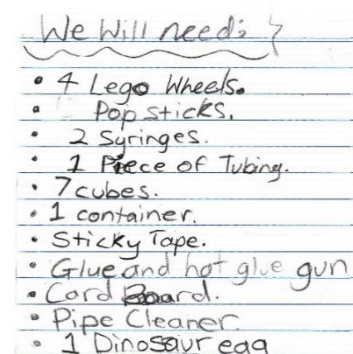 We Will need:
• 4 Lego Wheels.
• Pop sticks.
• 2 Syringes.
• 1 Piece of Tubing.
• 7 cubes.
• 1 container.
• Sticky Tape.
• Glue and hot glue gun
• Card Board.
• Pipe Cleaner.
• 1 Dinosaur egg